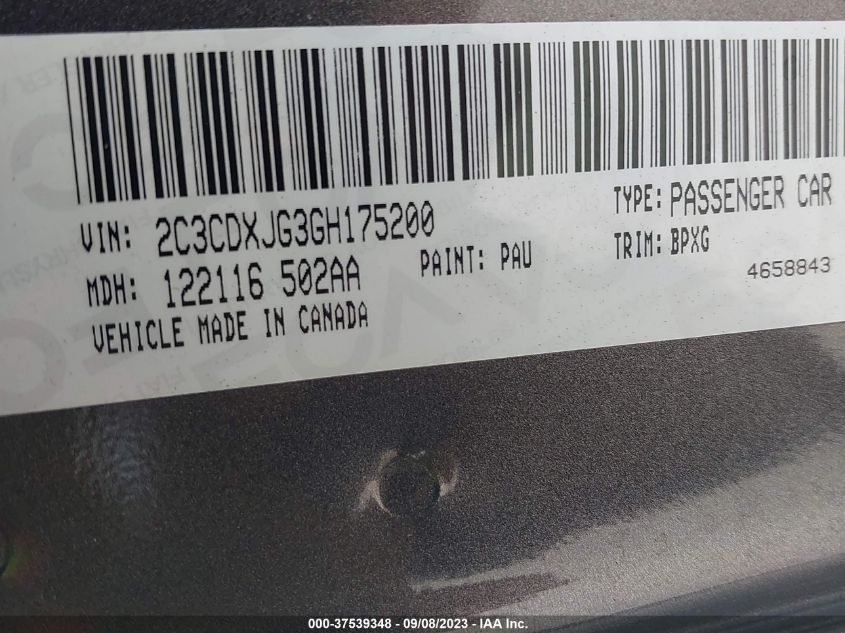 VIN: 2C3CDXJG3GH175200
TYPE: PASSENGER CAR
MDH: 122116 502AA
PAINT: PAU
TRIM: BPXG
4658843
VEHICLE MADE IN CANADA
000-37539348 - 09/08/2023 - IAA Inc.